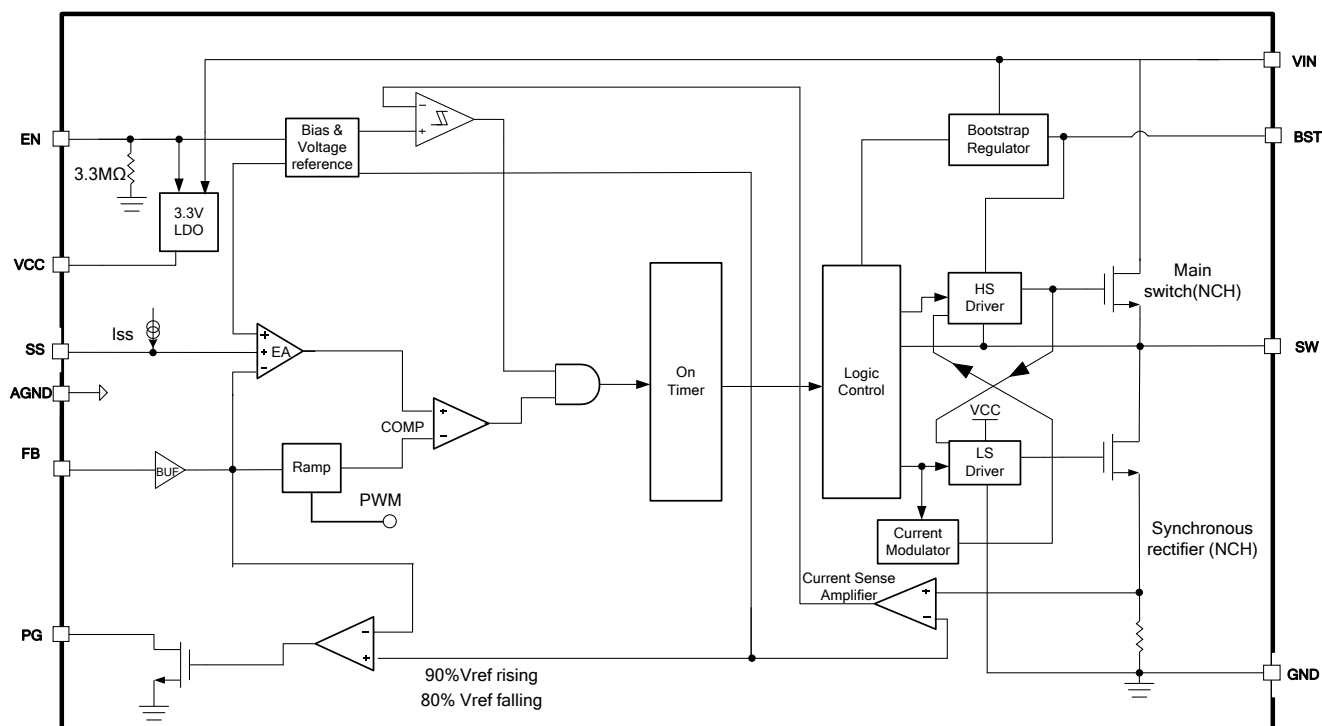 VIN
EN
Bias &
Voltage
reference
-
+
Bootstrap
Regulator
BST
3.3MΩ
3.3V
LDO
VCC
Main
switch(NCH)
HS
Driver
Iss
SS
+
+
-
EA
On
Timer
Logic
Control
SW
AGND
VCC
COMP
+
-
FB
BUF
Ramp
LS
Driver
PWM
Current
Modulator
Synchronous
rectifier (NCH)
Current Sense
Amplifier
+
-
PG
-
+
90%Vref rising
80% Vref falling
GND